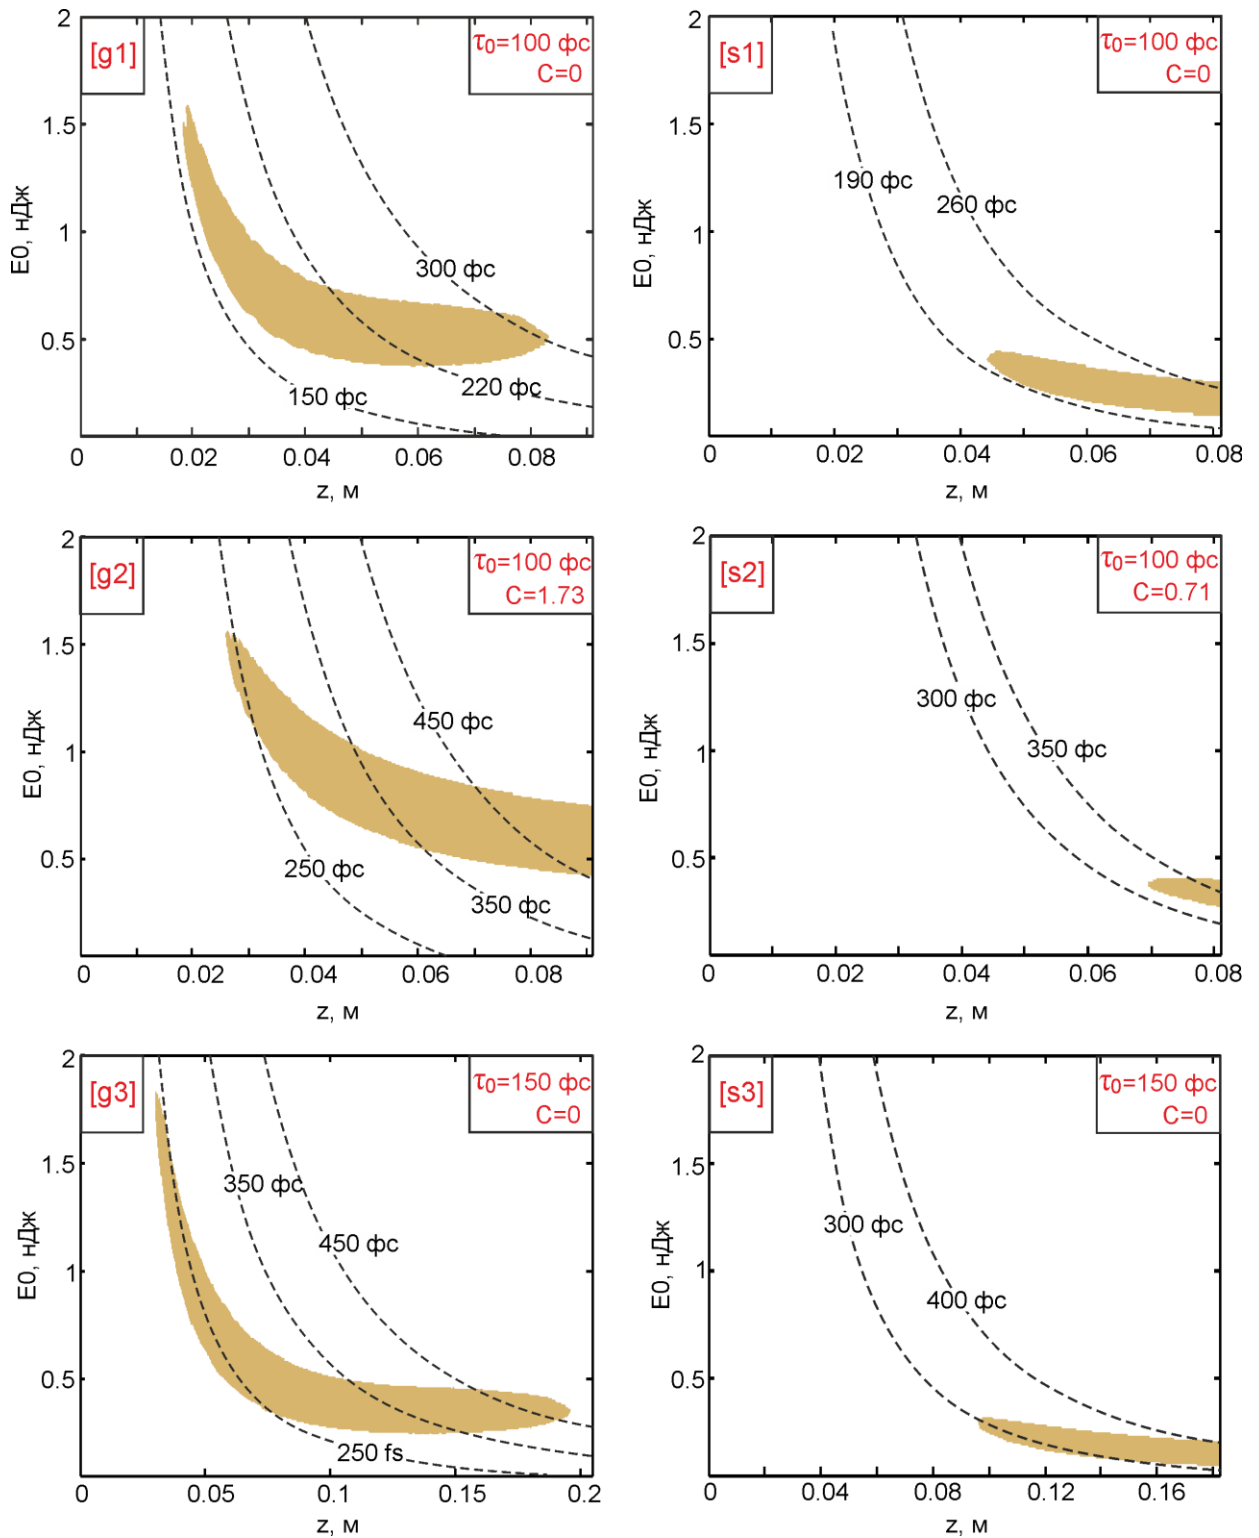 [g1]
τ0=100 фс
C=0
2
1.5
1
0.5
E0, нДж
300 фс
220 фс
150 фс
0
0.02
0.04
0.06
0.08
z, м
[s1]
τ0=100 фс
C=0
2
1.5
1
0.5
E0, нДж
190 фс
260 фс
0
0.02
0.04
0.06
0.08
z, м
[g2]
τ0=100 фс
C=1.73
2
1.5
1
0.5
E0, нДж
450 фс
250 фс
350 фс
0
0.02
0.04
0.06
0.08
z, м
[s2]
τ0=100 фс
C=0.71
2
1.5
1
0.5
E0, нДж
300 фс
350 фс
0
0.02
0.04
0.06
0.08
z, м
[g3]
τ0=150 фс
C=0
2
1.5
1
0.5
E0, нДж
350 фс
450 фс
250 fs
0
0.05
0.1
0.15
0.2
z, м
[s3]
τ0=150 фс
C=0
2
1.5
1
0.5
E0, нДж
300 фс
400 фс
0
0.04
0.08
0.12
0.16
z, м